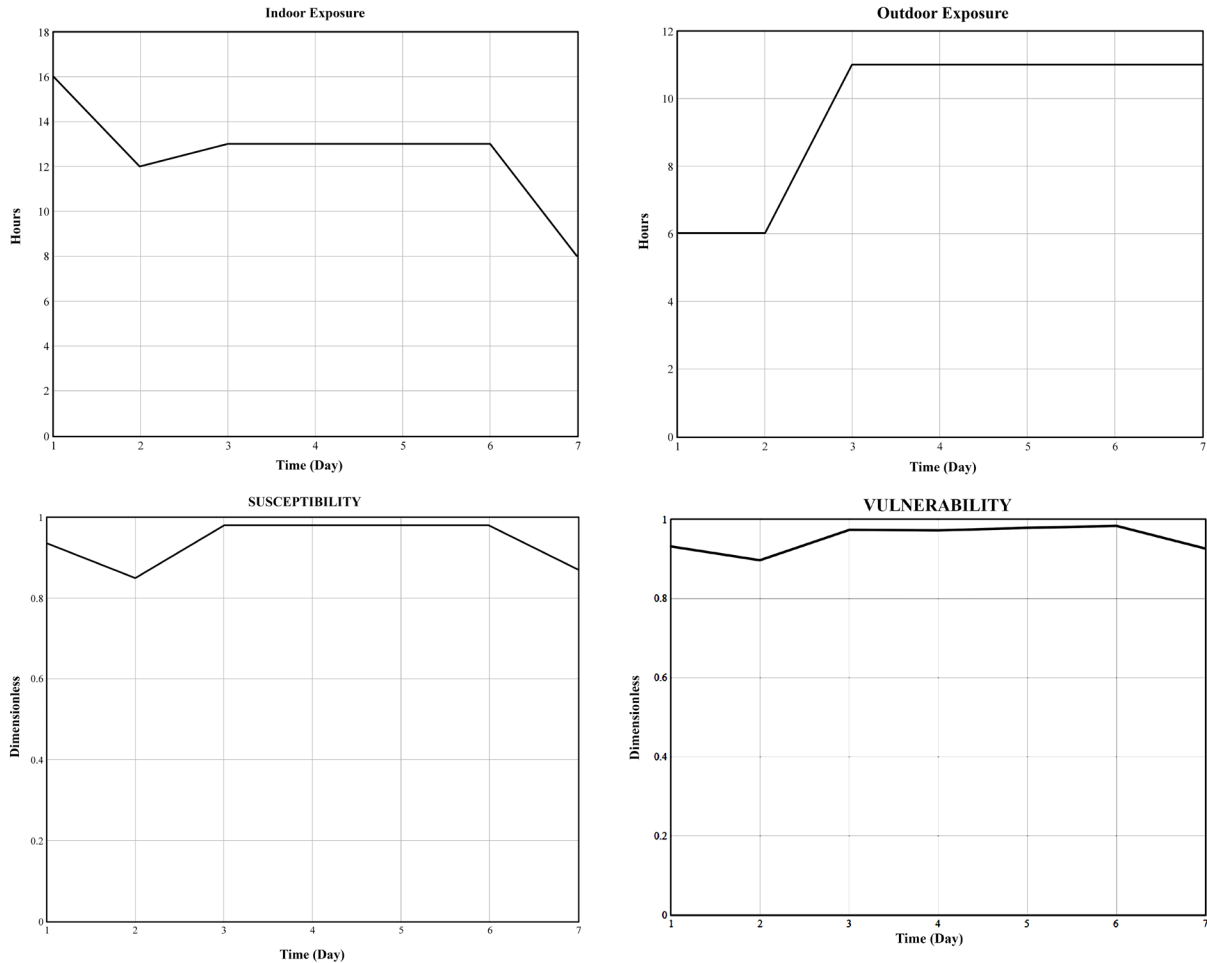 Indoor Exposure
18
16
14
12
10
8
6
4
2
0
Hours
1 2 3 4 5 6 7
Time (Day)
Outdoor Exposure
12
10
8
6
4
2
0
Hours
1 2 3 4 5 6 7
Time (Day)
SUSCEPTIBILITY
1
0.8
0.6
0.4
0.2
0
Dimensionless
1 2 3 4 5 6 7
Time (Day)
VULNERABILITY
1
0.8
0.6
0.4
0.2
0
Dimensionless
1 2 3 4 5 6 7
Time (Day)